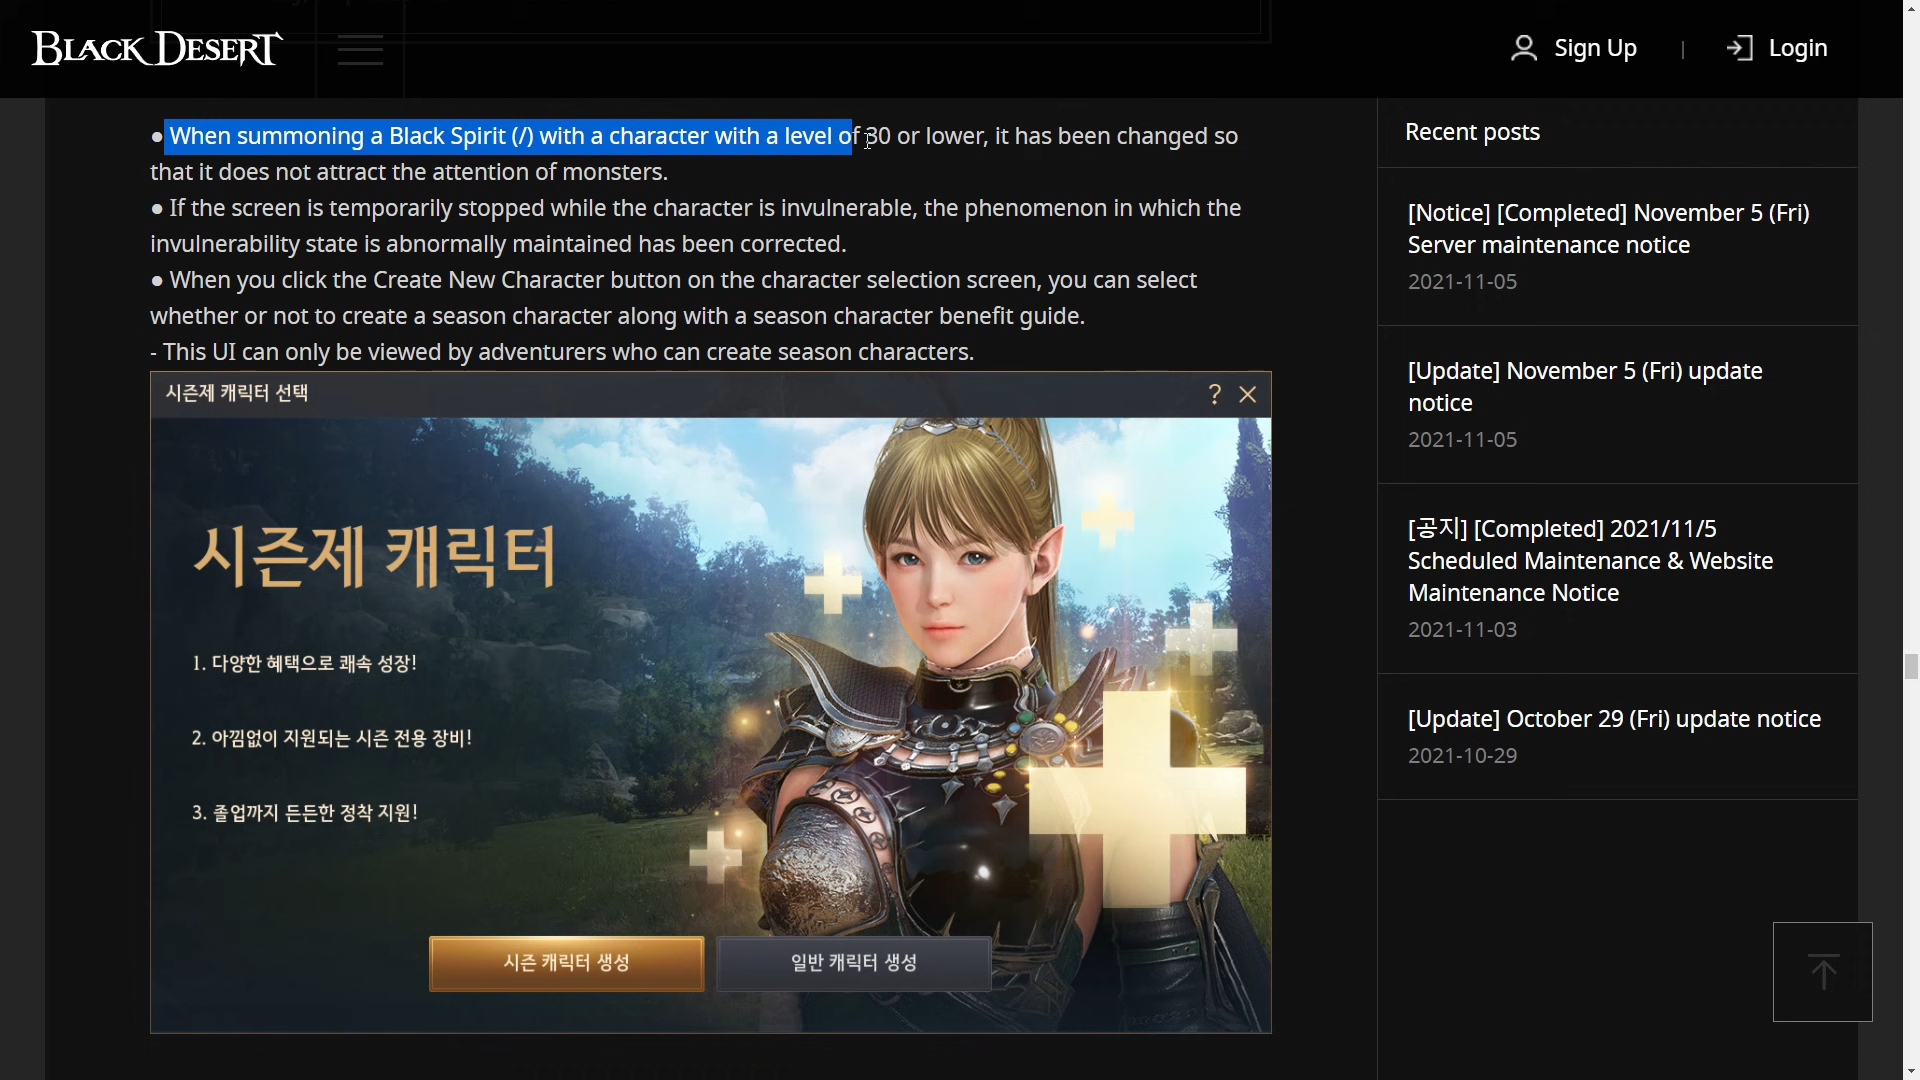 BLACK DESERT
Sign Up
|
Login
● When summoning a Black Spirit (/) with a character with a level of 30 or lower, it has been changed so
that it does not attract the attention of monsters.
● If the screen is temporarily stopped while the character is invulnerable, the phenomenon in which the
invulnerability state is abnormally maintained has been corrected.
● When you click the Create New Character button on the character selection screen, you can select
whether or not to create a season character along with a season character benefit guide.
- This UI can only be viewed by adventurers who can create season characters.
시즌제 캐릭터 선택
?
시즌제 캐릭터
1. 다양한 혜택으로 쾌속 성장!
2. 아낌없이 지원되는 시즌 전용 장비!
3. 졸업까지 든든한 정착 지원!
시즌 캐릭터 생성
일반 캐릭터 생성
Recent posts
[Notice] [Completed] November 5 (Fri)
Server maintenance notice
2021-11-05
[Update] November 5 (Fri) update
notice
2021-11-05
[공지] [Completed] 2021/11/5
Scheduled Maintenance & Website
Maintenance Notice
2021-11-03
[Update] October 29 (Fri) update notice
2021-10-29